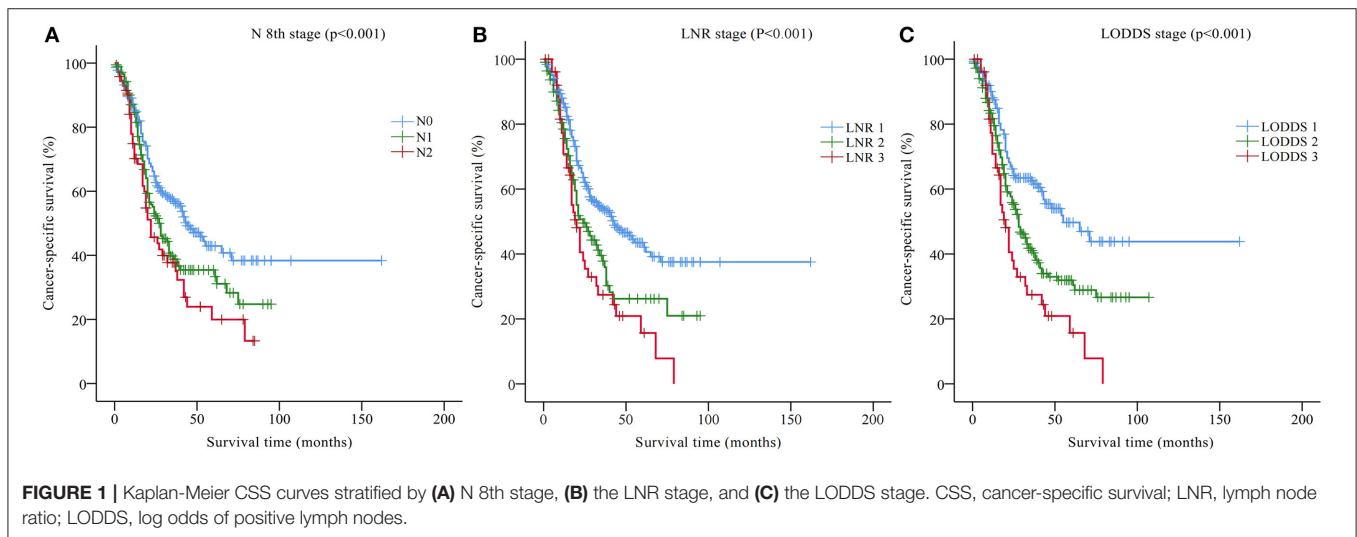 A
N 8th stage (p<0.001)
Cancer-specific survival (%)
100
80
60
40
20
0
N0
N1
N2
0
50
100
150
200
Survival time (months)
B
LNR stage (P<0.001)
Cancer-specific survival (%)
100
80
60
40
20
0
LNR 1
LNR 2
LNR 3
0
50
100
150
200
Survival time (months)
C
LODDS stage (p<0.001)
Cancer-specific survival (%)
100
80
60
40
20
0
LODDS 1
LODDS 2
LODDS 3
0
50
100
150
200
Survival time (months)
FIGURE 1 | Kaplan-Meier CSS curves stratified by (A) N 8th stage, (B) the LNR stage, and (C) the LODDS stage. CSS, cancer-specific survival; LNR, lymph node
ratio; LODDS, log odds of positive lymph nodes.